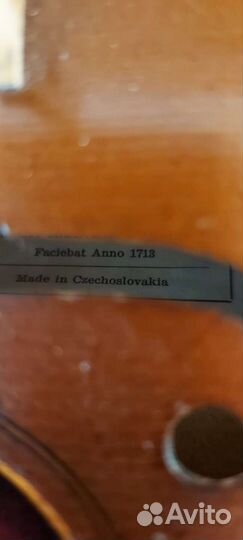 Faciebat Anno 1713
Made in Czechoslovakia
Avito